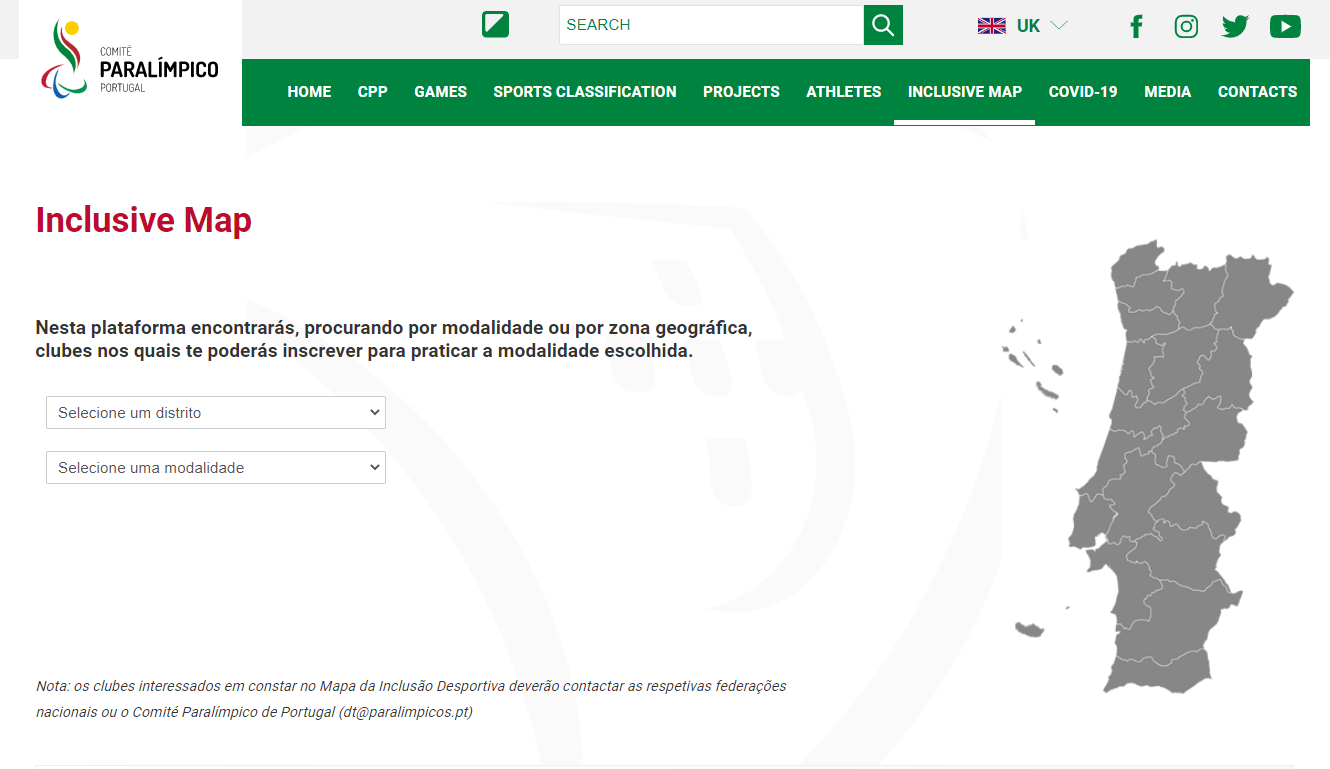 COMITÉ
PARALÍMPICO
PORTUGAL
SEARCH
UK
HOME CPP GAMES SPORTS CLASSIFICATION PROJECTS ATHLETES INCLUSIVE MAP COVID-19 MEDIA CONTACTS
Inclusive Map
Nesta plataforma encontrarás, procurando por modalidade ou por zona geográfica,
clubes nos quais te poderás inscrever para praticar a modalidade escolhida.
Selecione um distrito
Selecione uma modalidade
Nota: os clubes interessados em constar no Mapa da Inclusão Desportiva deverão contactar as respetivas federações
nacionais ou o Comité Paralímpico de Portugal (dt@paralimpicos.pt)